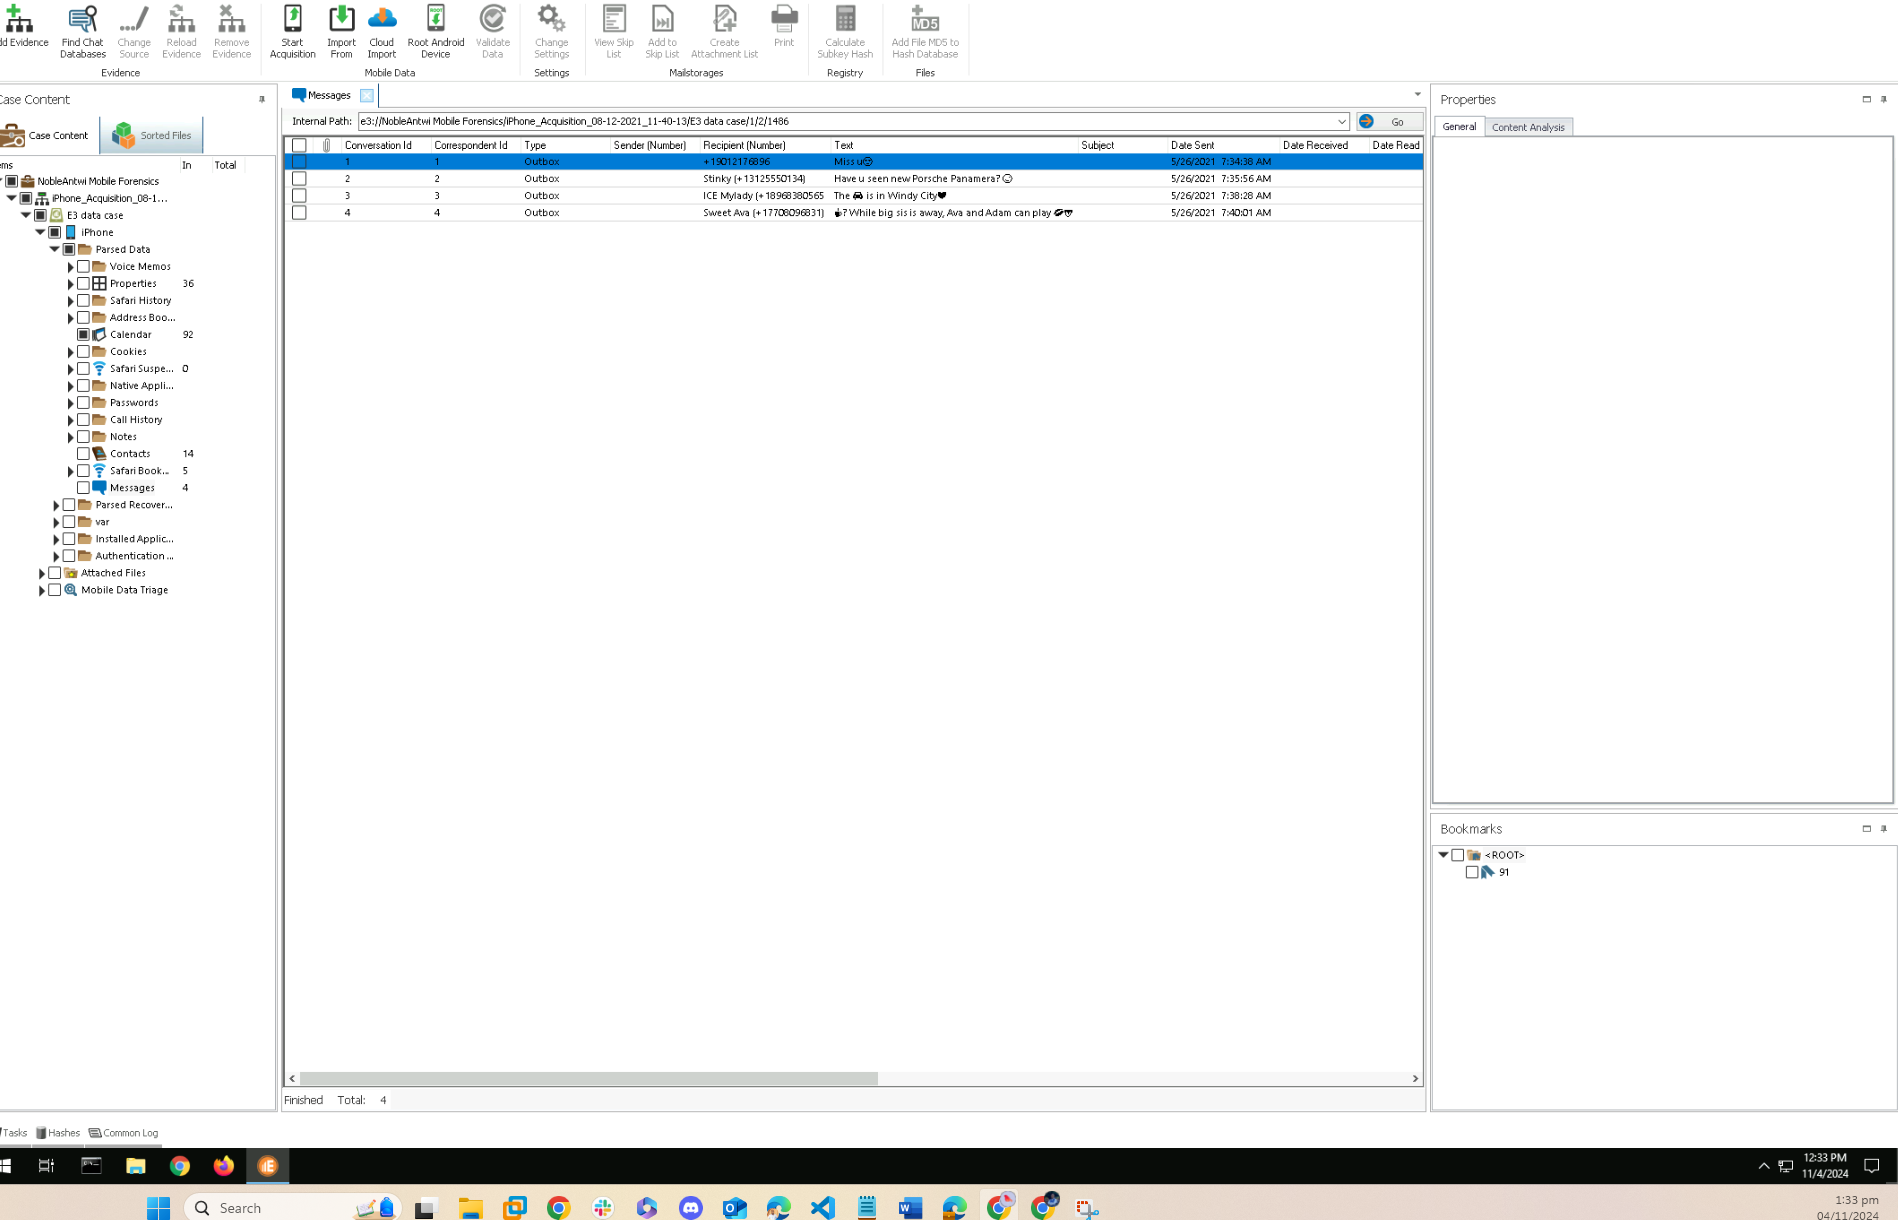 dd Evidence
Find Chat Databases
Change Source
Reload Evidence
Remove Evidence
Start Acquisition
Import From
Cloud Import
Root Android Device
Validate Data
Change Settings
View Skip List
Add to Skip List
Create Attachment List
Print
Calculate Subkey Hash
MD5
Add File MD5 to Hash Database
Evidence
Mobile Data
Settings
Mailstorages
Registry
Files
Case Content
Case Content
Sorted Files
ms In Total
NobleAntwi Mobile Forensics
iPhone_Acquisition_08-1...
E3 data case
iPhone
Parsed Data
Voice Memos
Properties 36
Safari History
Address Boo...
Calendar 92
Cookies
Safari Suspe... 0
Native Appli...
Passwords
Call History
Notes
Contacts 14
Safari Book... 5
Messages 4
Parsed Recover...
var
Installed Applic...
Authentication ...
Attached Files
Mobile Data Triage
Messages
Internal Path: e3://NobleAntwi Mobile Forensics/iPhone_Acquisition_08-12-2021_11-40-13/E3 data case/1/2/1486 Go
Conversation Id Correspondent Id Type Sender (Number) Recipient (Number) Text Subject Date Sent Date Received Date Read
1 1 Outbox +19012176896 Miss u 5/26/2021 7:34:38 AM
2 2 Outbox Stinky (+13125550134) Have u seen new Porsche Panamera? 5/26/2021 7:35:56 AM
3 3 Outbox ICE Mylady (+18968380565 The 🚘 is in Windy City 5/26/2021 7:38:28 AM
4 4 Outbox Sweet Ava (+17708096831) ? While big sis is away, Ava and Adam can play 5/26/2021 7:40:01 AM
Finished Total: 4
Properties
General Content Analysis
Bookmarks
<ROOT>
91
Tasks Hashes Common Log
12:33 PM
11/4/2024
Search
1:33 pm
04/11/2024